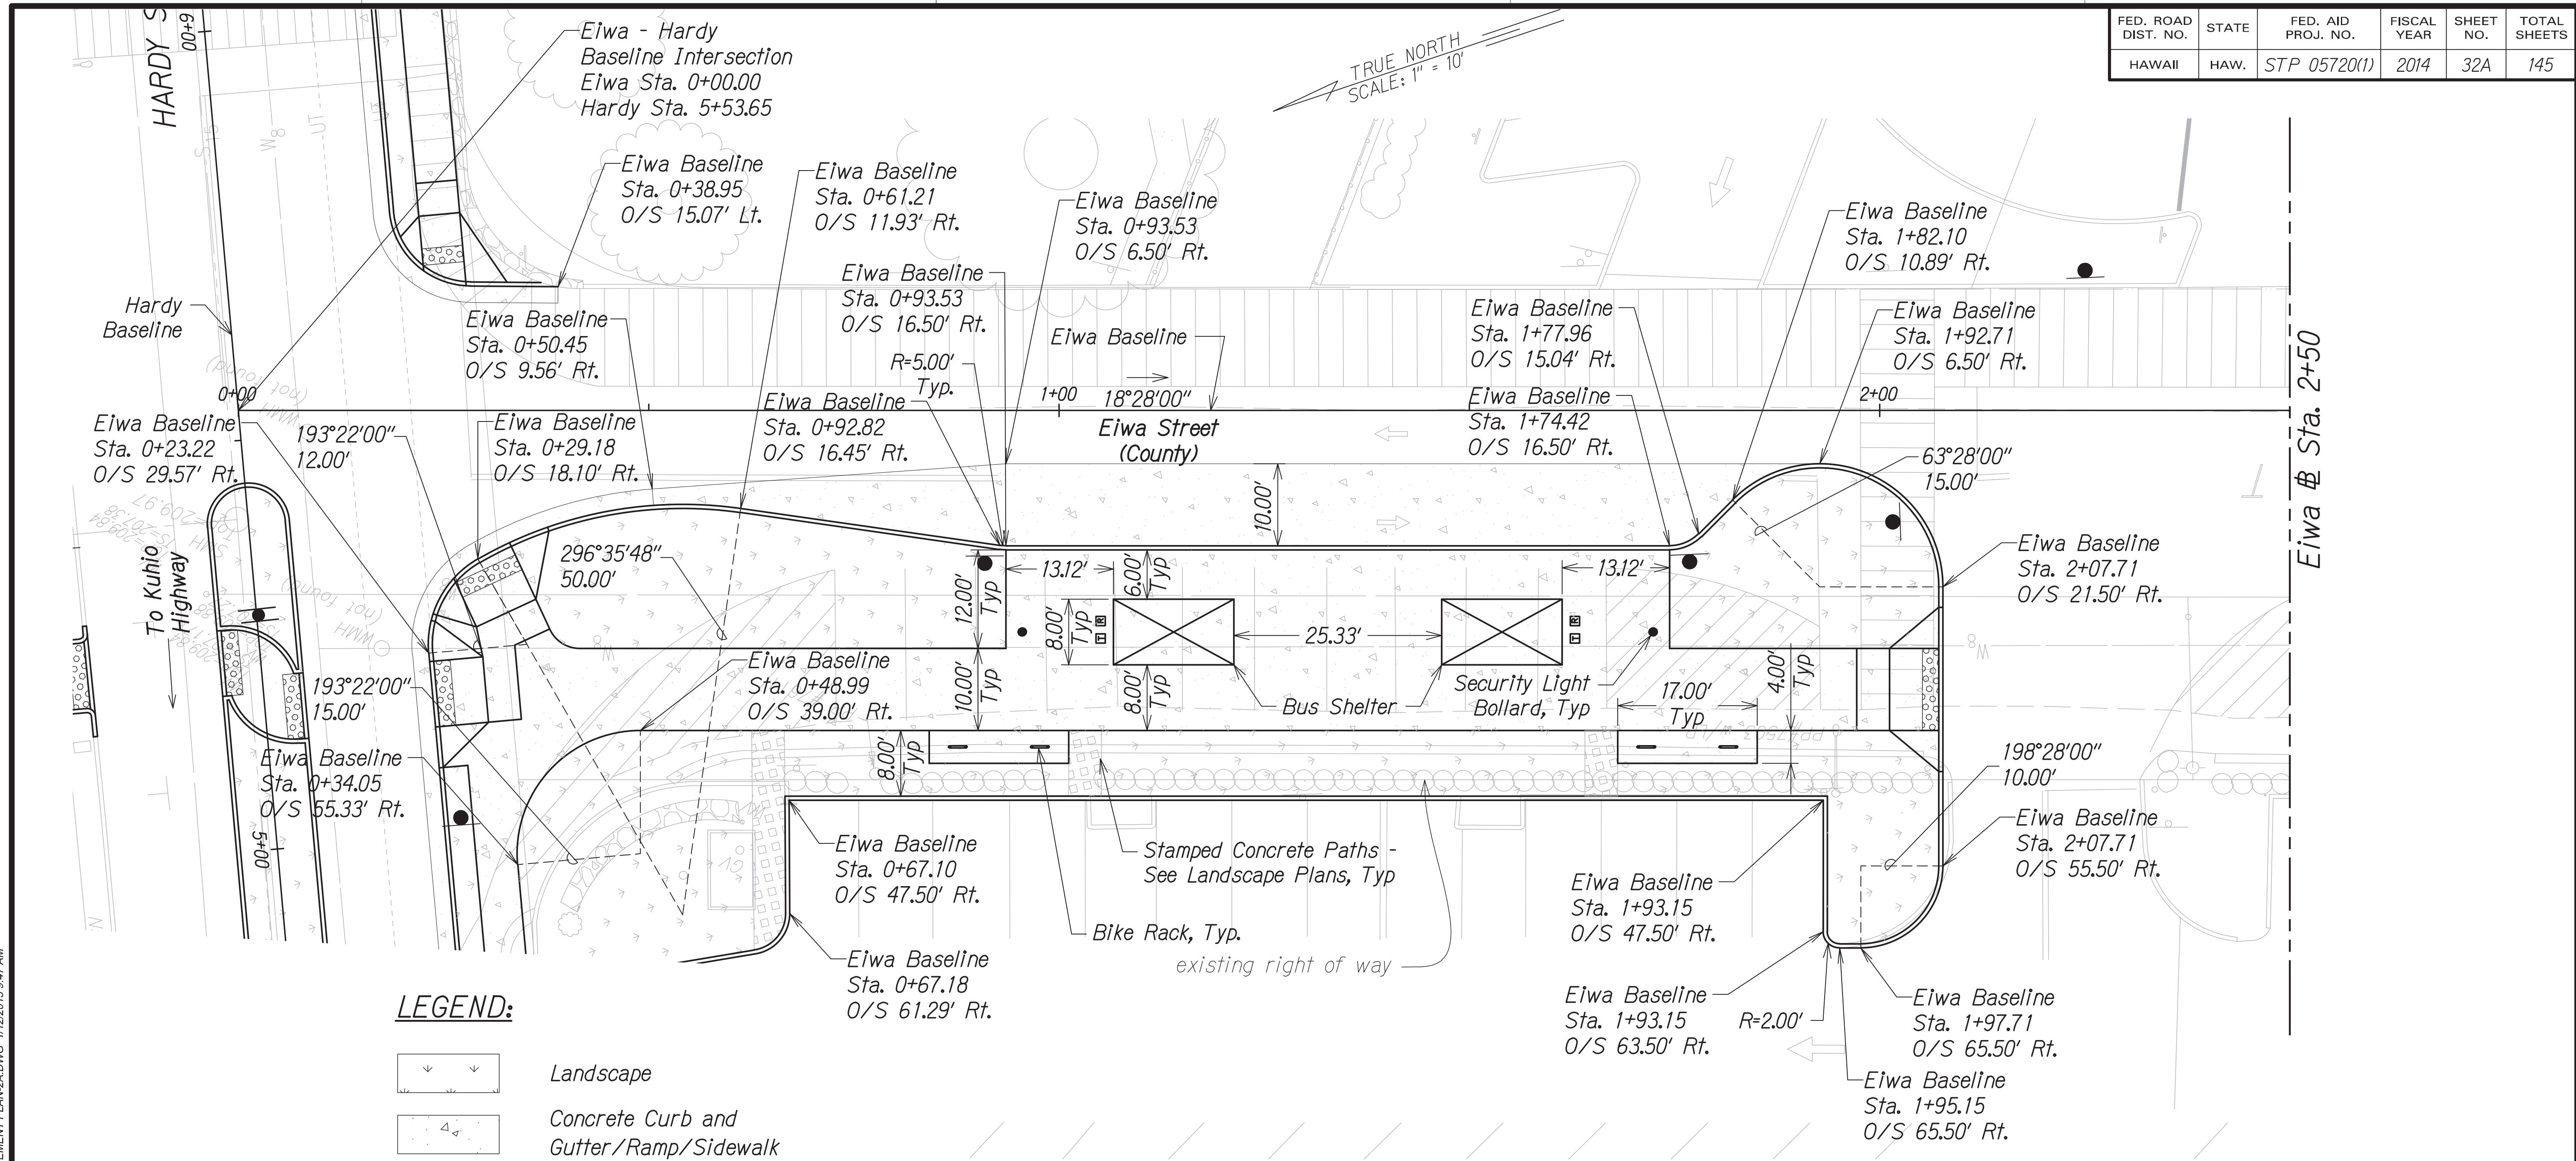 FED. ROAD DIST. NO.
STATE
FED. AID PROJ. NO.
FISCAL YEAR
SHEET NO.
TOTAL SHEETS
HAWAII
HAW.
STP 05720(1)
2014
32A
145
HARDY S
6+00
TRUE NORTH
SCALE: 1" = 10'
Eiwa - Hardy
Baseline Intersection
Eiwa Sta. 0+00.00
Hardy Sta. 5+53.65
Eiwa Baseline
Sta. 0+38.95
O/S 15.07' Lt.
Eiwa Baseline
Sta. 0+61.21
O/S 11.93' Rt.
Eiwa Baseline
Sta. 0+93.53
O/S 6.50' Rt.
Eiwa Baseline
Sta. 1+82.10
O/S 10.89' Rt.
Hardy
Baseline
Eiwa Baseline
Sta. 0+50.45
O/S 9.56' Rt.
Eiwa Baseline
Sta. 0+93.53
O/S 16.50' Rt.
R=5.00'
Typ.
Eiwa Baseline
Eiwa Baseline
Sta. 1+77.96
O/S 15.04' Rt.
Eiwa Baseline
Sta. 1+92.71
O/S 6.50' Rt.
Eiwa ℄ Sta. 2+50
0+00
1+00
18°28'00"
2+00
Eiwa Street
(County)
Eiwa Baseline
Sta. 0+23.22
O/S 29.57' Rt.
193°22'00"
12.00'
Eiwa Baseline
Sta. 0+29.18
O/S 18.10' Rt.
Eiwa Baseline
Sta. 0+92.82
O/S 16.45' Rt.
Eiwa Baseline
Sta. 1+74.42
O/S 16.50' Rt.
63°28'00"
15.00'
10.00'
To Kuhio
Highway
296°35'48"
50.00'
12.00'
Typ
13.12'
6.00'
Typ
13.12'
Eiwa Baseline
Sta. 2+07.71
O/S 21.50' Rt.
8.00'
Typ
T R
25.33'
T R
193°22'00"
15.00'
Eiwa Baseline
Sta. 0+48.99
O/S 39.00' Rt.
10.00'
Typ
8.00'
Typ
Bus Shelter
Security Light
Bollard, Typ
17.00'
Typ
4.00'
Typ
Eiwa Baseline
Sta. 0+34.05
O/S 55.33' Rt.
8.00'
Typ
198°28'00"
10.00'
5+00
Eiwa Baseline
Sta. 0+67.10
O/S 47.50' Rt.
Stamped Concrete Paths -
See Landscape Plans, Typ
Eiwa Baseline
Sta. 1+93.15
O/S 47.50' Rt.
Eiwa Baseline
Sta. 2+07.71
O/S 55.50' Rt.
Bike Rack, Typ.
existing right of way
Eiwa Baseline
Sta. 0+67.18
O/S 61.29' Rt.
Eiwa Baseline
Sta. 1+93.15
O/S 63.50' Rt.
R=2.00'
Eiwa Baseline
Sta. 1+97.71
O/S 65.50' Rt.
Eiwa Baseline
Sta. 1+95.15
O/S 65.50' Rt.
LEGEND:
Landscape
Concrete Curb and
Gutter/Ramp/Sidewalk